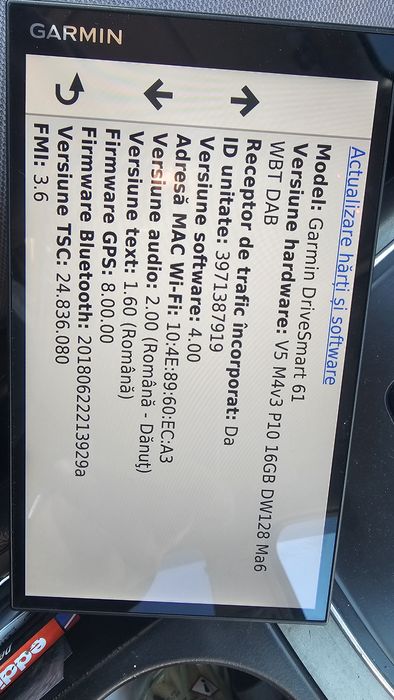 GARMIN
Actualizare hărți și software
Model: Garmin DriveSmart 61
Versiune hardware: V5 M4v3 P10 16GB DW128 Ma6
WBT DAB
Receptor de trafic încorporat: Da
ID unitate: 3971387919
Versiune software: 4.00
Adresă MAC Wi-Fi: 10:4E:89:60:EC:A3
Versiune audio: 2.00 (Română - Dănuț)
Versiune text: 1.60 (Română)
Firmware GPS: 8.00.00
Firmware Bluetooth: 20180622213929a
Versiune TSC: 24.836.080
FMI: 3.6